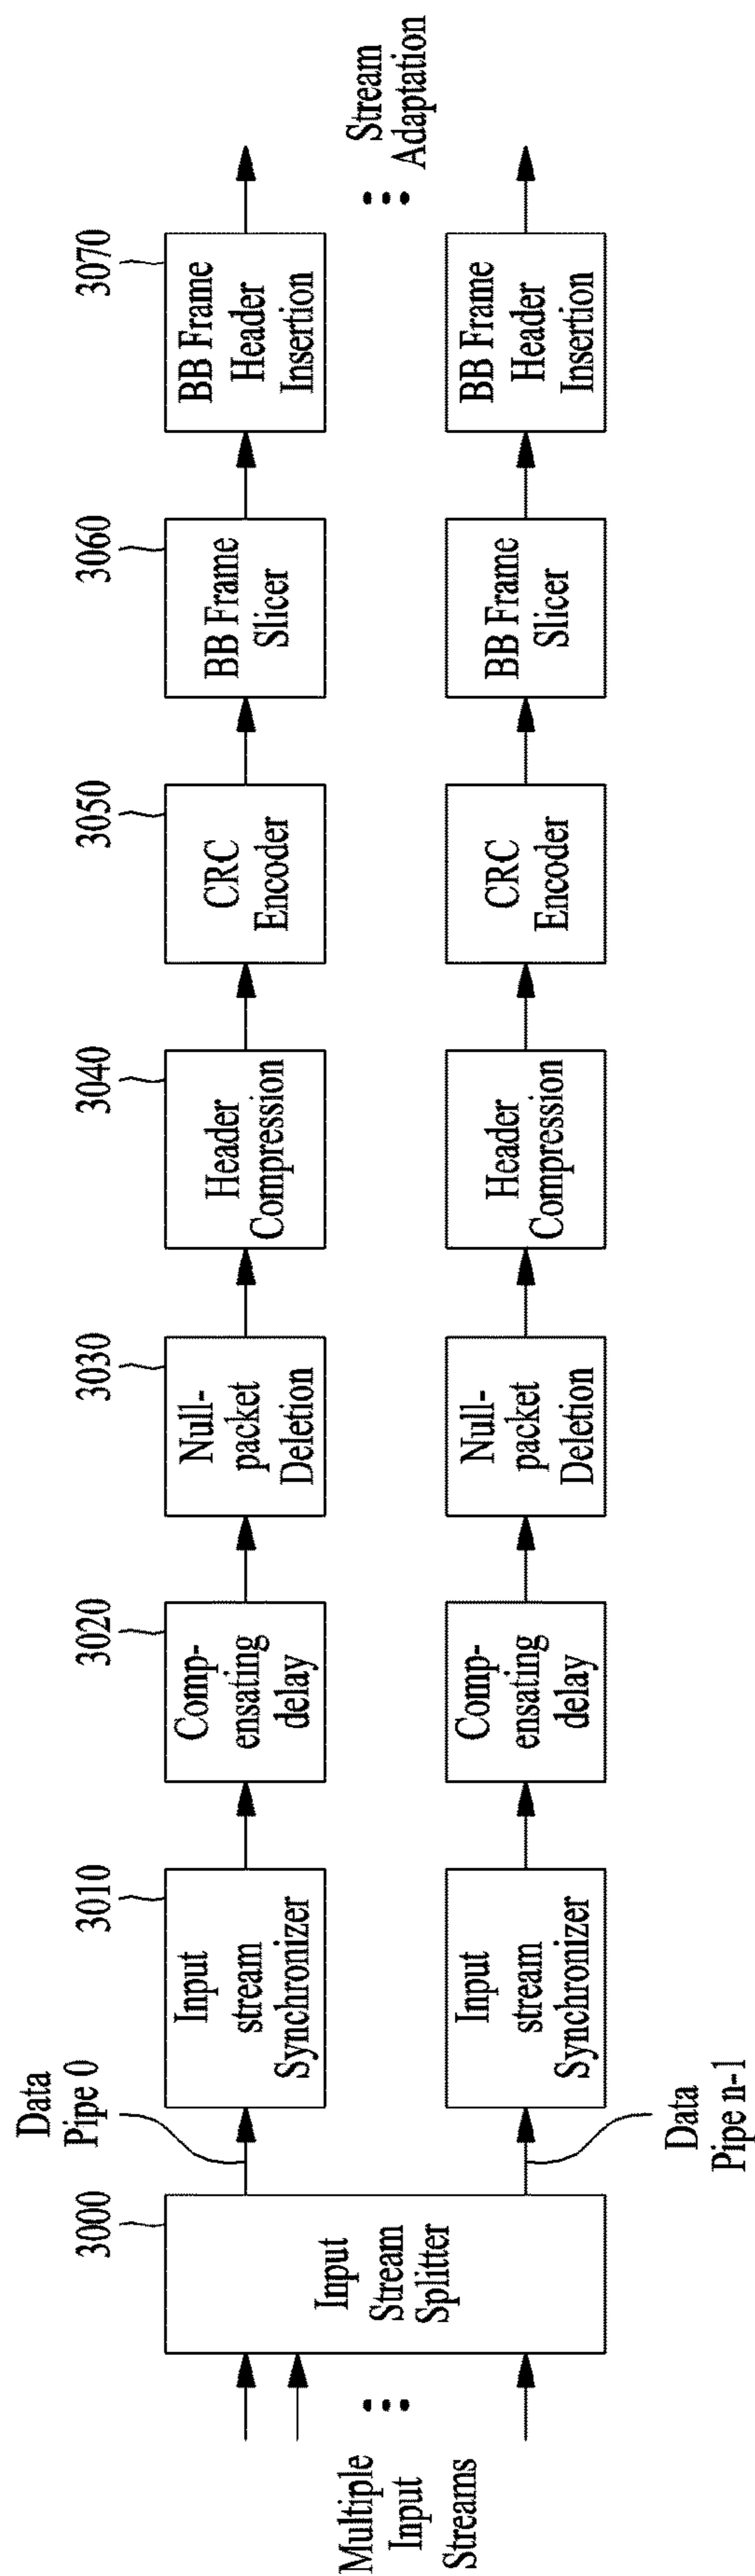 Multiple
Input
Streams
3000
Input
Stream
Splitter
Data
Pipe 0
3010
Input
stream
Synchronizer
3020
Comp-
ensating
delay
3030
Null-
packet
Deletion
3040
Header
Compression
3050
CRC
Encoder
3060
BB Frame
Slicer
3070
BB Frame
Header
Insertion
Data
Pipe n-1
Input
stream
Synchronizer
Comp-
ensating
delay
Null-
packet
Deletion
Header
Compression
CRC
Encoder
BB Frame
Slicer
BB Frame
Header
Insertion
Stream
Adaptation